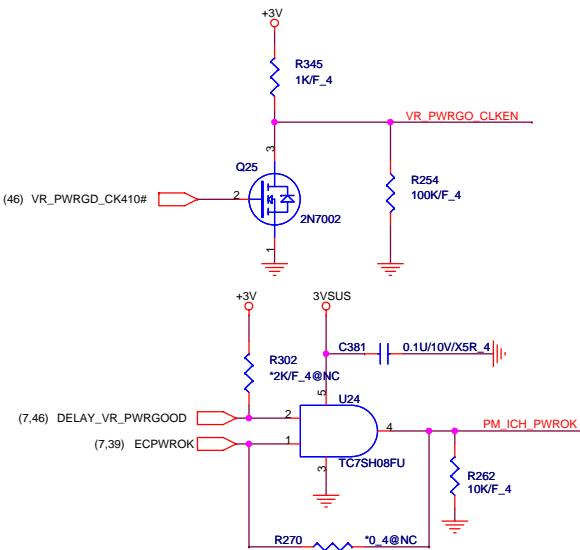 +3V
R345
1K/F_4
VR_PWRGO_CLKEN
3
Q25
R254
100K/F_4
(46) VR_PWRGD_CK410#
2
2N7002
1
+3V
3VSUS
C381
0.1U/10V/X5R_4
R302
*2K/F_4@NC
5
U24
(7,46) DELAY_VR_PWRGOOD
2
4
PM_ICH_PWROK
(7,39) ECPWROK
1
3
TC7SH08FU
R262
10K/F_4
R270
*0_4@NC